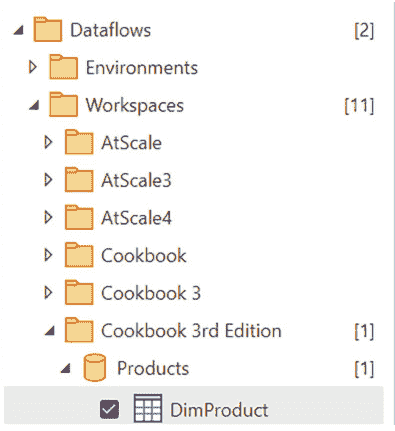 Dataflows [2]
Environments
Workspaces [11]
AtScale
AtScale3
AtScale4
Cookbook
Cookbook 3
Cookbook 3rd Edition [1]
Products [1]
DimProduct